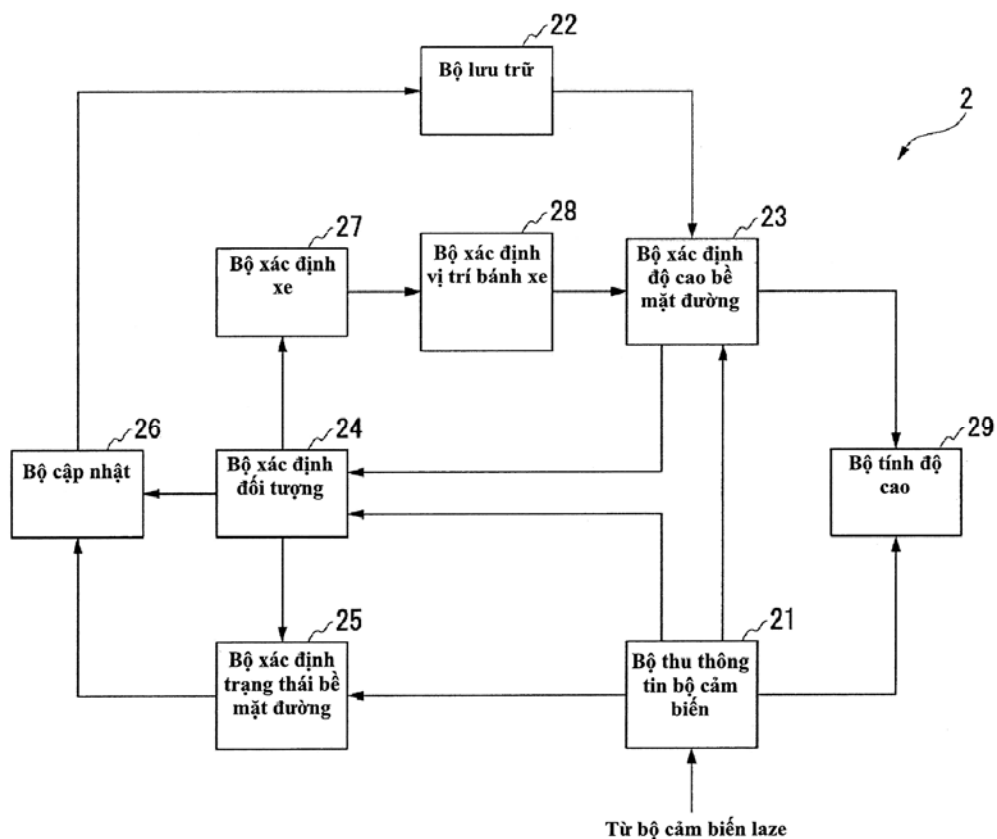 22
Bộ lưu trữ
2
27
Bộ xác định
xe
28
Bộ xác định
vị trí bánh xe
23
Bộ xác định
độ cao bề
mặt đường
26
Bộ cập nhật
24
Bộ xác định
đối tượng
29
Bộ tính độ
cao
25
Bộ xác định
trạng thái bề
mặt đường
21
Bộ thu thông
tin bộ cảm
biến
Từ bộ cảm biến laze